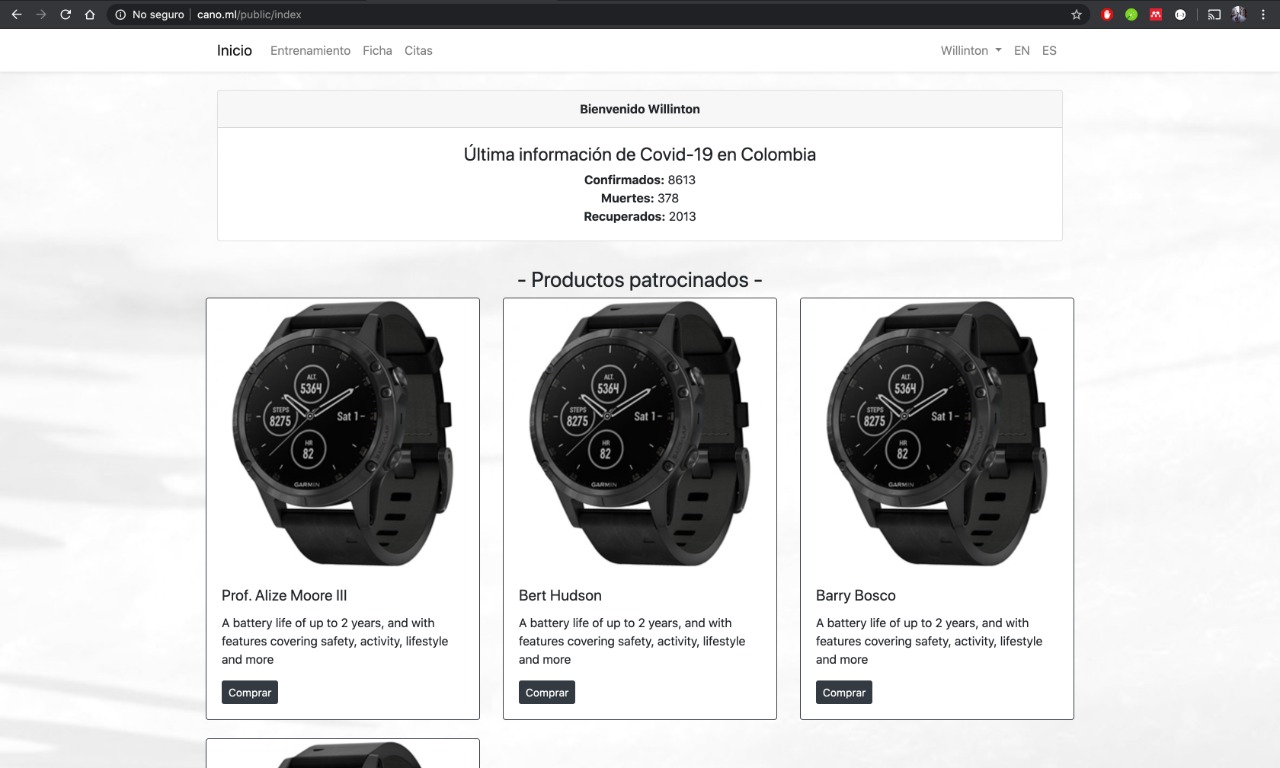 No seguro
cano.ml/public/index
Inicio Entrenamiento Ficha Citas Willinton EN ES
Bienvenido Willinton
Última información de Covid-19 en Colombia
Confirmados: 8613
Muertes: 378
Recuperados: 2013
- Productos patrocinados -
ALT.
5364
STEPS
8275
Sat 1
HR
82
GARMIN
ALT.
5364
STEPS
8275
Sat 1
HR
82
GARMIN
ALT.
5364
STEPS
8275
Sat 1
HR
82
GARMIN
Prof. Alize Moore III
A battery life of up to 2 years, and with
features covering safety, activity, lifestyle
and more
Comprar
Bert Hudson
A battery life of up to 2 years, and with
features covering safety, activity, lifestyle
and more
Comprar
Barry Bosco
A battery life of up to 2 years, and with
features covering safety, activity, lifestyle
and more
Comprar